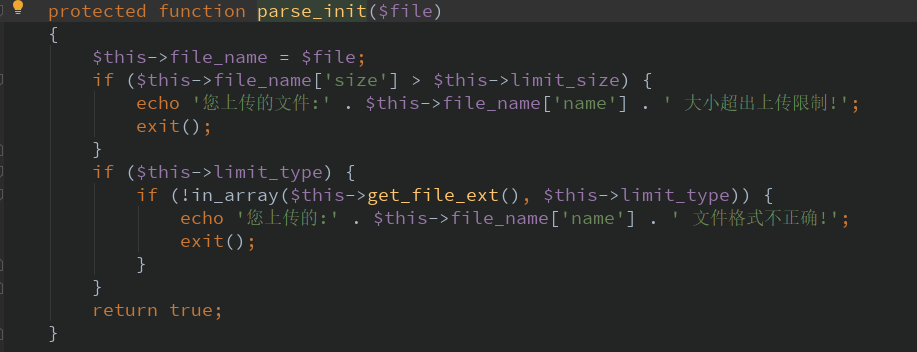 protected function parse_init($file)
{
    $this->file_name = $file;
    if ($this->file_name['size'] > $this->limit_size) {
        echo '您上传的文件:' . $this->file_name['name'] . ' 大小超出上传限制!';
        exit();
    }
    if ($this->limit_type) {
        if (!in_array($this->get_file_ext(), $this->limit_type)) {
            echo '您上传的:' . $this->file_name['name'] . ' 文件格式不正确!';
            exit();
        }
    }
    return true;
}